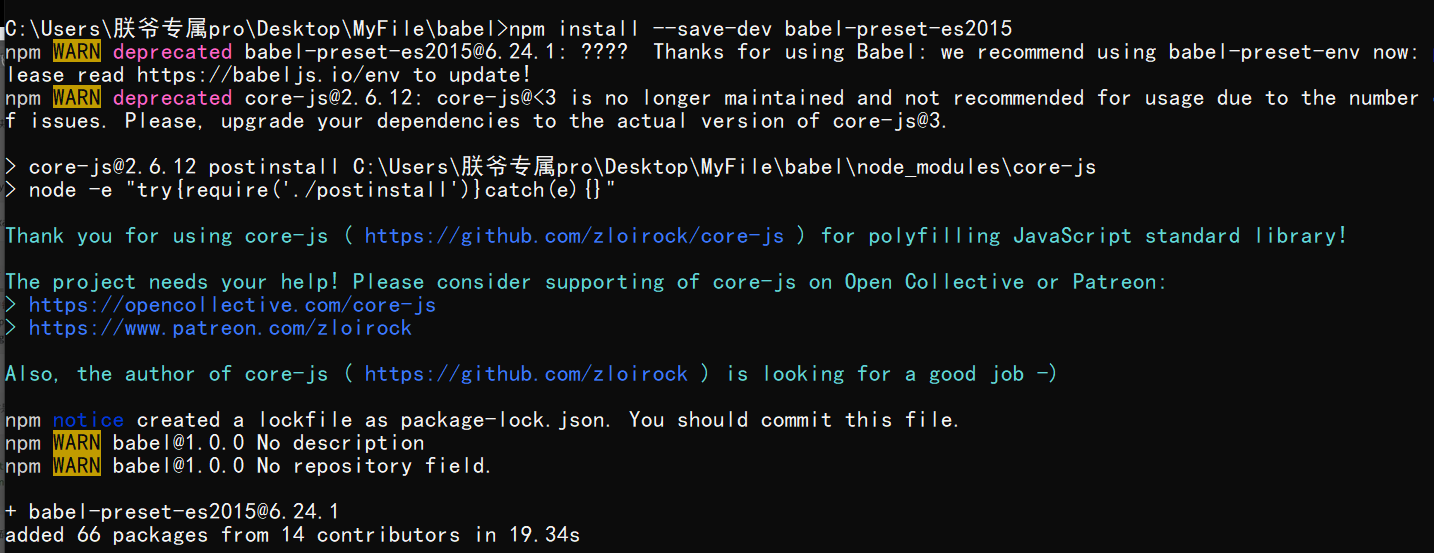 C:\Users\朕爷专属pro\Desktop\MyFile\babel>npm install --save-dev babel-preset-es2015
npm WARN deprecated babel-preset-es2015@6.24.1: ????  Thanks for using Babel: we recommend using babel-preset-env now:
lease read https://babeljs.io/env to update!
npm WARN deprecated core-js@2.6.12: core-js@<3 is no longer maintained and not recommended for usage due to the number
f issues. Please, upgrade your dependencies to the actual version of core-js@3.
> core-js@2.6.12 postinstall C:\Users\朕爷专属pro\Desktop\MyFile\babel\node_modules\core-js
> node -e "try{require('./postinstall')}catch(e){}"
Thank you for using core-js ( https://github.com/zloirock/core-js ) for polyfilling JavaScript standard library!
The project needs your help! Please consider supporting of core-js on Open Collective or Patreon:
> https://opencollective.com/core-js
> https://www.patreon.com/zloirock
Also, the author of core-js ( https://github.com/zloirock ) is looking for a good job -)
npm notice created a lockfile as package-lock.json. You should commit this file.
npm WARN babel@1.0.0 No description
npm WARN babel@1.0.0 No repository field.
+ babel-preset-es2015@6.24.1
added 66 packages from 14 contributors in 19.34s